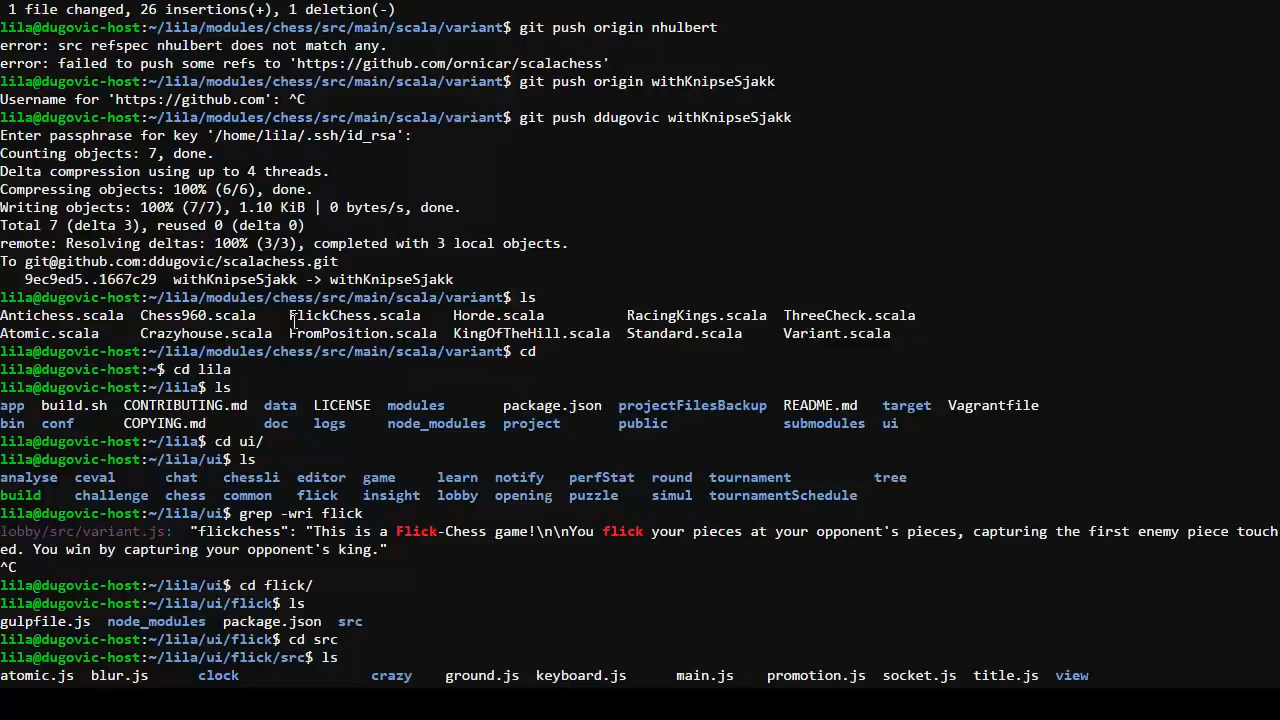 1 file changed, 26 insertions(+), 1 deletion(-)
lila@dugovic-host:~/lila/modules/chess/src/main/scala/variant$ git push origin nhulbert
error: src refspec nhulbert does not match any.
error: failed to push some refs to 'https://github.com/ornicar/scalachess'
lila@dugovic-host:~/lila/modules/chess/src/main/scala/variant$ git push origin withKnipseSjakk
Username for 'https://github.com': ^C
lila@dugovic-host:~/lila/modules/chess/src/main/scala/variant$ git push ddugovic withKnipseSjakk
Enter passphrase for key '/home/lila/.ssh/id_rsa':
Counting objects: 7, done.
Delta compression using up to 4 threads.
Compressing objects: 100% (6/6), done.
Writing objects: 100% (7/7), 1.10 KiB | 0 bytes/s, done.
Total 7 (delta 3), reused 0 (delta 0)
remote: Resolving deltas: 100% (3/3), completed with 3 local objects.
To git@github.com:ddugovic/scalachess.git
   9ec9ed5..1667c29  withKnipseSjakk -> withKnipseSjakk
lila@dugovic-host:~/lila/modules/chess/src/main/scala/variant$ ls
Antichess.scala  Chess960.scala    FlickChess.scala    Horde.scala          RacingKings.scala  ThreeCheck.scala
Atomic.scala     Crazyhouse.scala  FromPosition.scala  KingOfTheHill.scala  Standard.scala     Variant.scala
lila@dugovic-host:~/lila/modules/chess/src/main/scala/variant$ cd
lila@dugovic-host:~$ cd lila
lila@dugovic-host:~/lila$ ls
app  build.sh  CONTRIBUTING.md  data  LICENSE  modules       package.json  projectFilesBackup  README.md   target  Vagrantfile
bin  conf      COPYING.md       doc   logs     node_modules  project       public              submodules  ui
lila@dugovic-host:~/lila$ cd ui/
lila@dugovic-host:~/lila/ui$ ls
analyse  ceval      chat   chessli  editor  game     learn  notify   perfStat  round  tournament          tree
build    challenge  chess  common   flick   insight  lobby  opening  puzzle    simul  tournamentSchedule
lila@dugovic-host:~/lila/ui$ grep -wri flick
lobby/src/variant.js:  "flickchess": "This is a Flick-Chess game!\n\nYou flick your pieces at your opponent's pieces, capturing the first enemy piece touch
ed. You win by capturing your opponent's king."
^C
lila@dugovic-host:~/lila/ui$ cd flick/
lila@dugovic-host:~/lila/ui/flick$ ls
gulpfile.js  node_modules  package.json  src
lila@dugovic-host:~/lila/ui/flick$ cd src
lila@dugovic-host:~/lila/ui/flick/src$ ls
atomic.js  blur.js      clock                crazy    ground.js  keyboard.js      main.js    promotion.js  socket.js  title.js  view